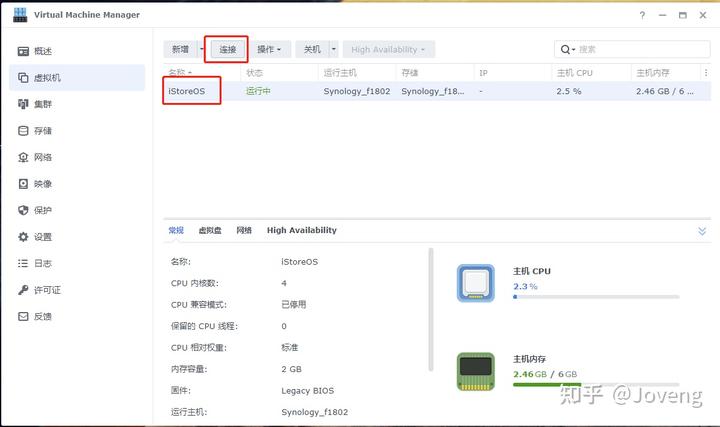 Virtual Machine Manager
概述
虚拟机
集群
存储
网络
映像
保护
设置
日志
许可证
反馈
新增 连接 操作 关机 High Availability 搜索
名称 状态 运行主机 存储 IP 主机 CPU 主机内存
iStoreOS 运行中 Synology_f1802 Synology_f18... - 2.5 % 2.46 GB / 6 ...
常规 虚拟盘 网络 High Availability
名称: iStoreOS
CPU 内核数: 4
CPU 兼容模式: 已停用
保留的 CPU 线程: 0
CPU 相对权重: 标准
内存容量: 2 GB
固件: Legacy BIOS
运行主机: Synology_f1802
主机 CPU
2.3 %
主机内存
2.46 GB / 6 GB
知乎 @Joveng